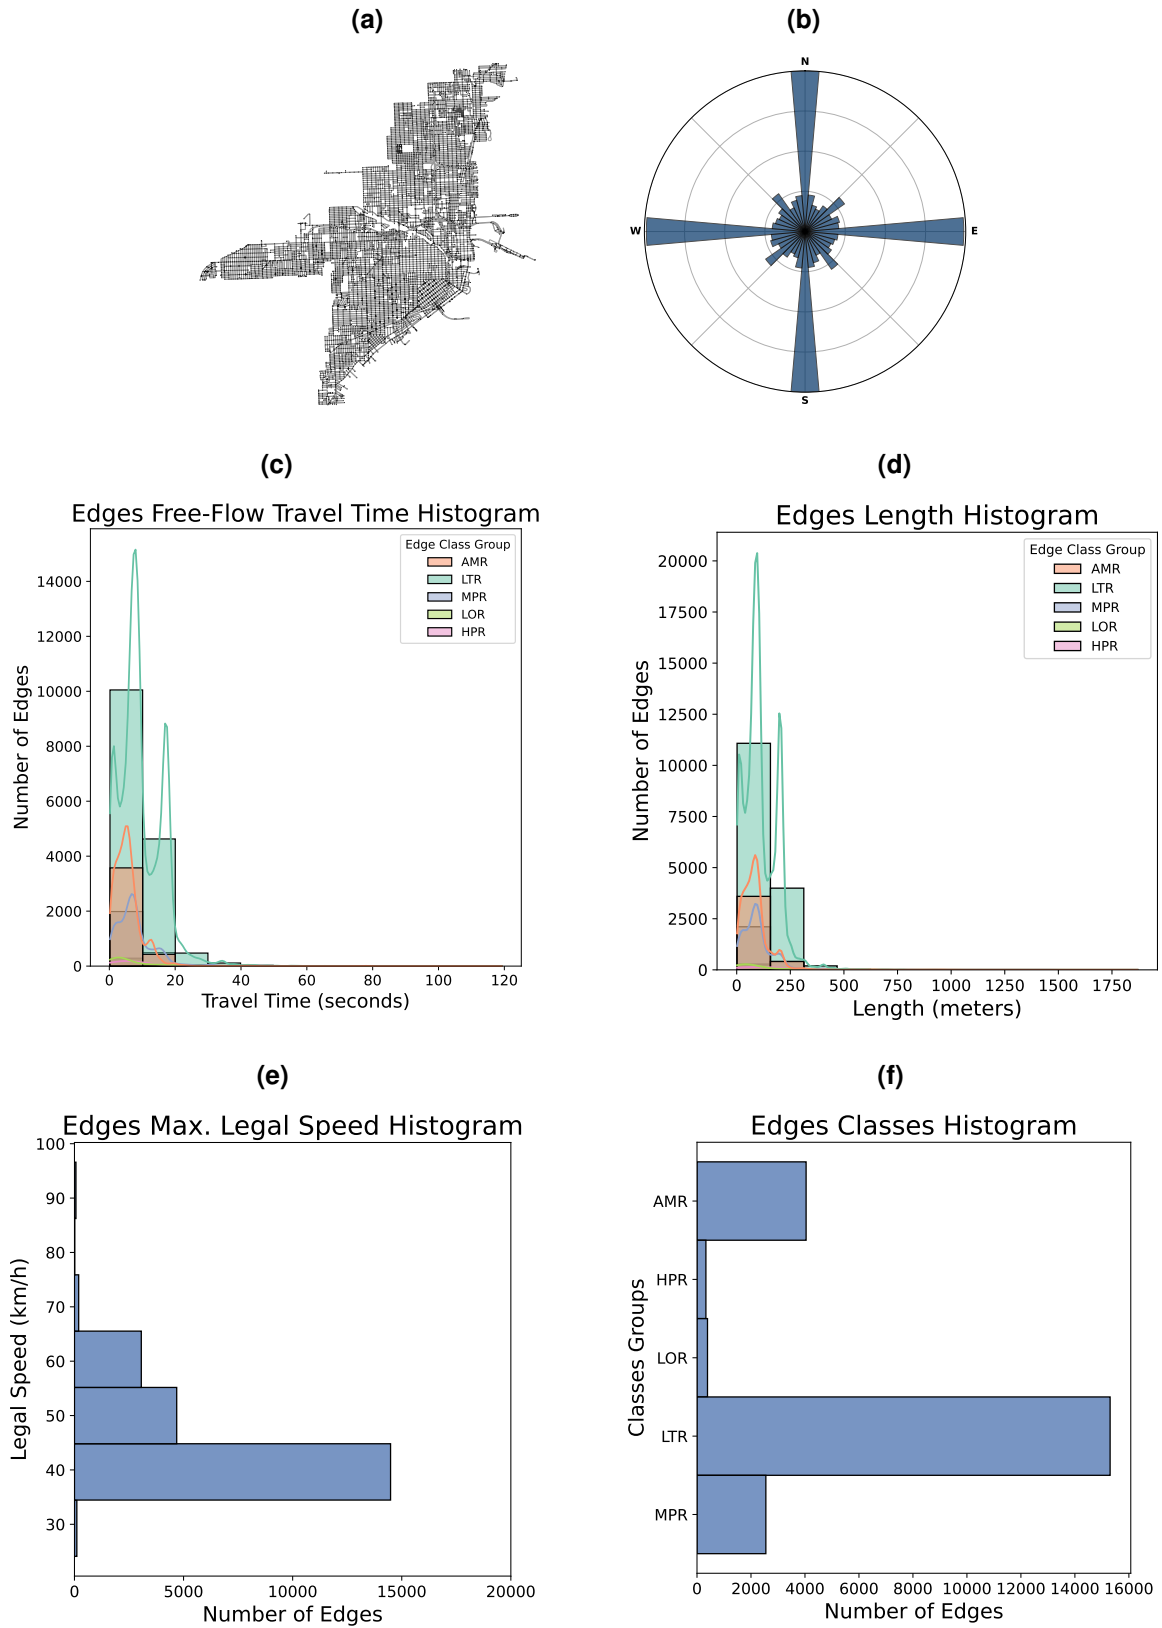 (a)
(b)
N
W
E
S
(c)
(d)
Edges Free-Flow Travel Time Histogram
Edge Class Group
AMR
LTR
MPR
LOR
HPR
14000
12000
10000
8000
6000
4000
2000
0
Number of Edges
0 20 40 60 80 100 120
Travel Time (seconds)
Edges Length Histogram
Edge Class Group
AMR
LTR
MPR
LOR
HPR
20000
17500
15000
12500
10000
7500
5000
2500
0
Number of Edges
0 250 500 750 1000 1250 1500 1750
Length (meters)
(e)
(f)
Edges Max. Legal Speed Histogram
100
90
80
70
60
50
40
30
Legal Speed (km/h)
0 5000 10000 15000 20000
Number of Edges
Edges Classes Histogram
AMR
HPR
LOR
LTR
MPR
Classes Groups
0 2000 4000 6000 8000 10000 12000 14000 16000
Number of Edges